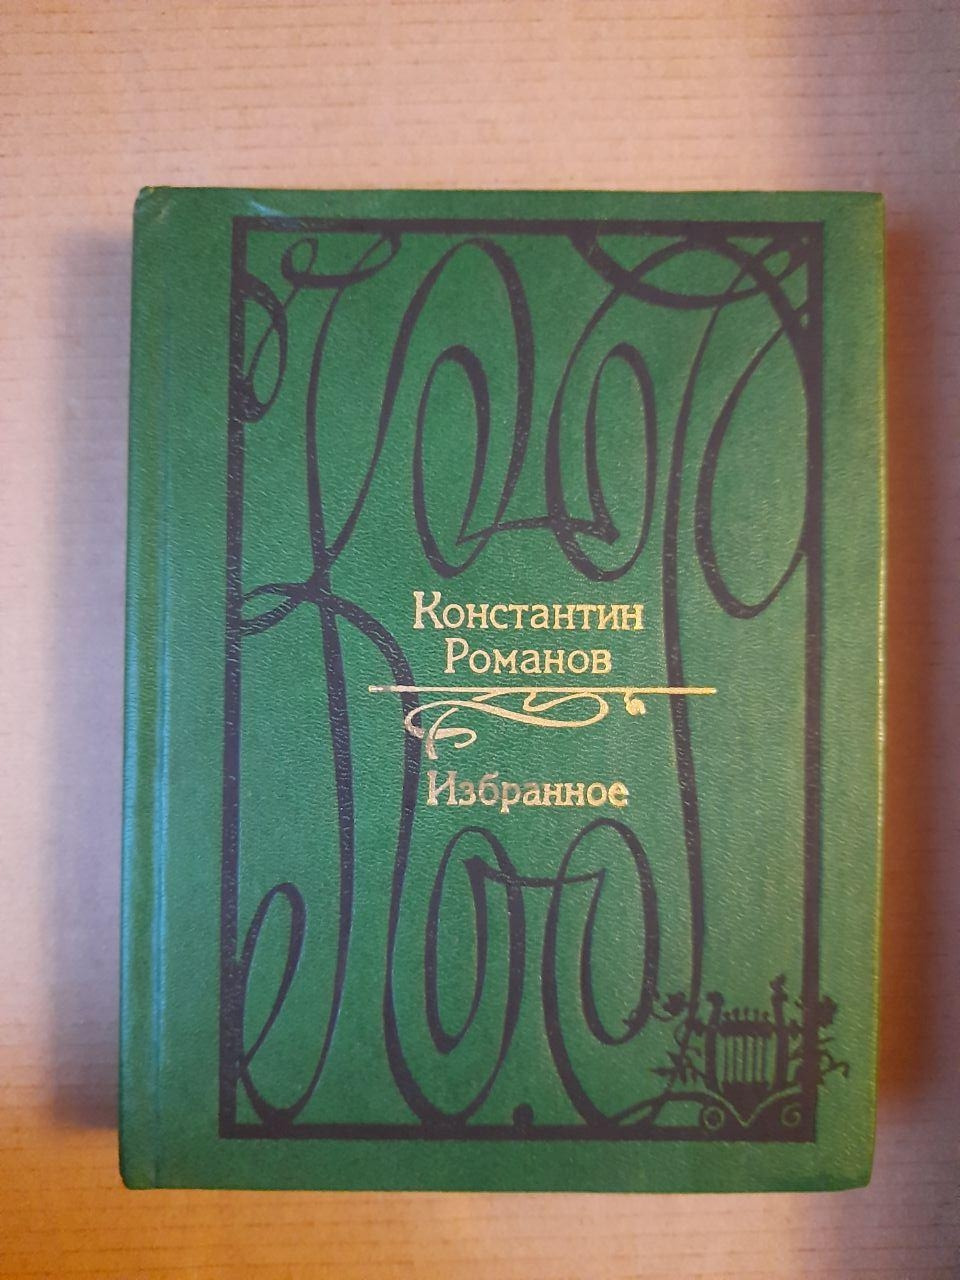 Константин
Романов
Избранное